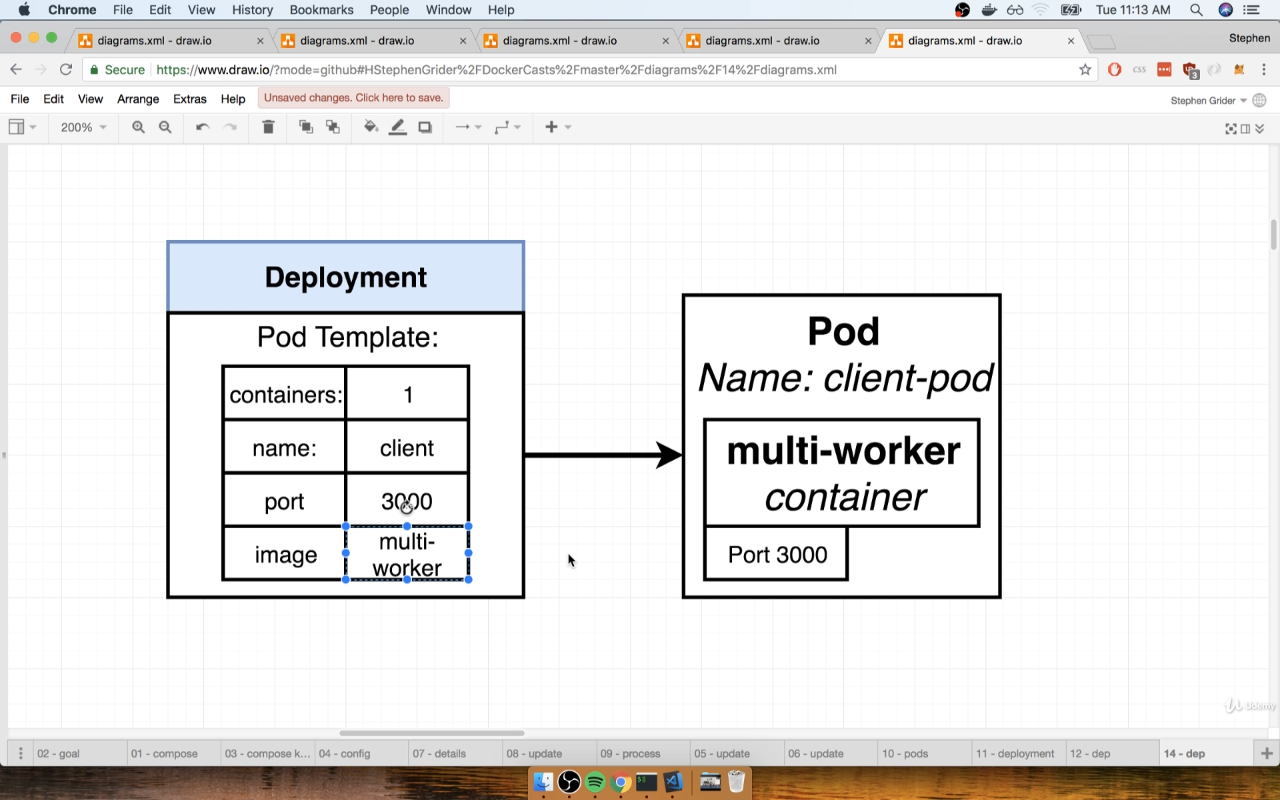 Chrome File Edit View History Bookmarks People Window Help Tue 11:13 AM
diagrams.xml - draw.io diagrams.xml - draw.io diagrams.xml - draw.io diagrams.xml - draw.io diagrams.xml - draw.io Stephen
Secure https://www.draw.io/?mode=github#HStephenGrider%2FDockerCasts%2Fmaster%2Fdiagrams%2F14%2Fdiagrams.xml CSS 3
File Edit View Arrange Extras Help Unsaved changes. Click here to save. Stephen Grider
200%
Deployment
Pod Template:
containers: 1
name: client
port 3000
image multi-
worker
Pod
Name: client-pod
multi-worker
container
Port 3000
Udemy
02 - goal 01 - compose 03 - compose k... 04 - config 07 - details 08 - update 09 - process 05 - update 06 - update 10 - pods 11 - deployment 12 - dep 14 - dep